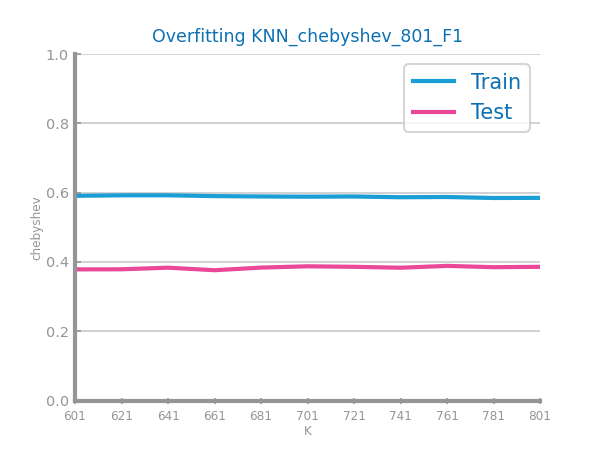 Overfitting KNN_chebyshev_801_F1
1.0
0.8
0.6
0.4
0.2
0.0
chebyshev
Train
Test
601 621 641 661 681 701 721 741 761 781 801
K